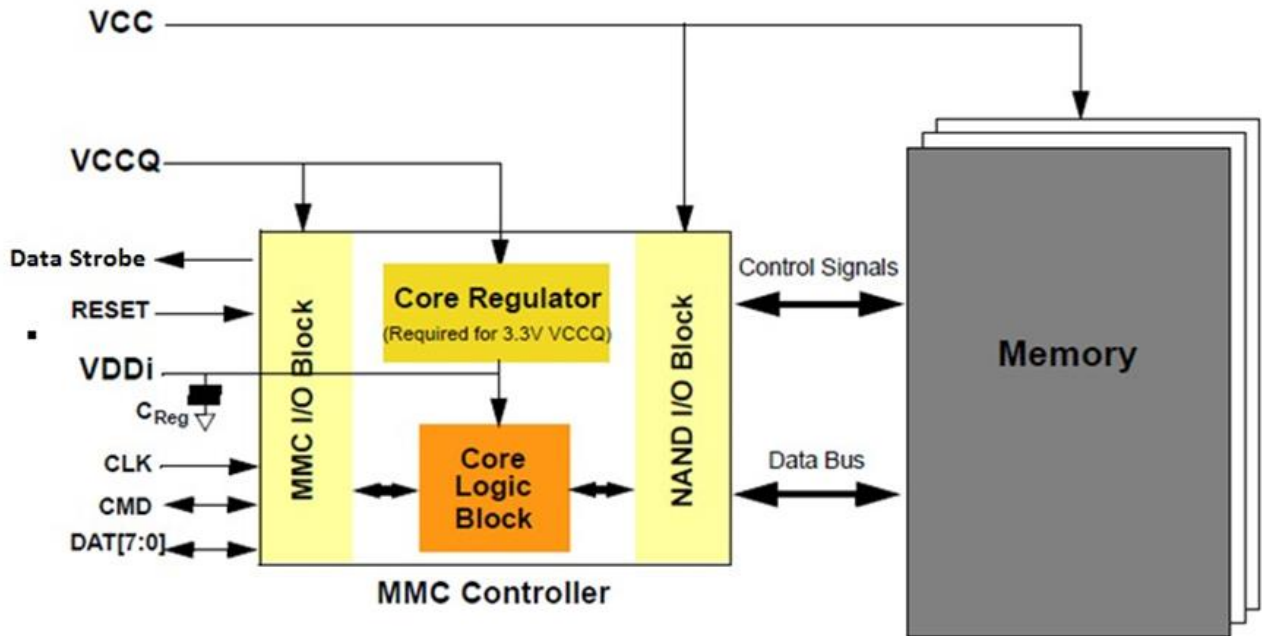 VCC
VCCQ
Data Strobe
RESET
VDDi
CReg
CLK
CMD
DAT[7:0]
MMC I/O Block
Core Regulator
(Required for 3.3V VCCQ)
Core
Logic
Block
NAND I/O Block
MMC Controller
Control Signals
Data Bus
Memory